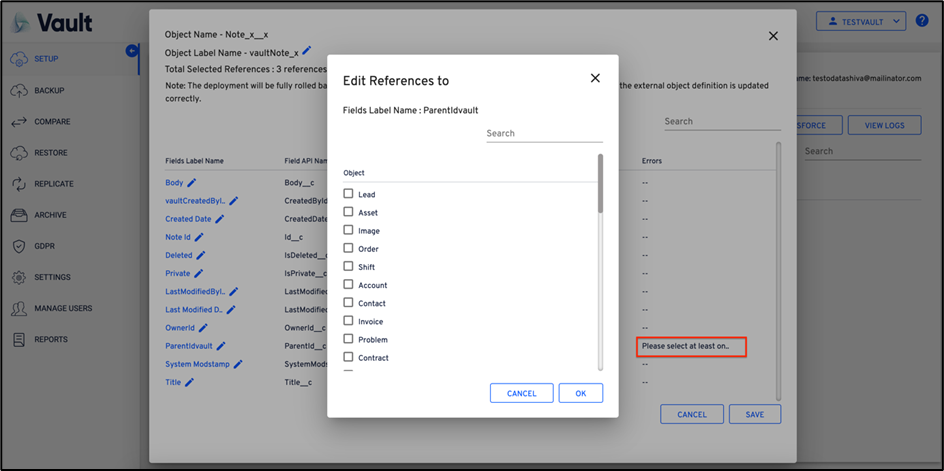 Vault
TESTVAULT
?
SETUP
BACKUP
COMPARE
RESTORE
REPLICATE
ARCHIVE
GDPR
SETTINGS
MANAGE USERS
REPORTS
ame: testodatashiva@mailinator.com
SFORCE
VIEW LOGS
Search
Object Name - Note_x__x
Object Label Name - vaultNote_x
Total Selected References : 3 references
Note: The deployment will be fully rolled ba
the external object definition is updated
correctly.
Search
Fields Label Name Field API Nam Errors
Body Body__c --
vaultCreatedByI.. CreatedById --
Created Date CreatedDate --
Note Id Id__c --
Deleted IsDeleted__c --
Private IsPrivate__c --
LastModifiedByI.. LastModified --
Last Modified D.. LastModified --
OwnerId OwnerId__c --
ParentIdvault ParentId__c Please select at least on..
System Modstamp SystemMods --
Title Title__c --
CANCEL SAVE
Edit References to
Fields Label Name : ParentIdvault
Search
Object
Lead
Asset
Image
Order
Shift
Account
Contact
Invoice
Problem
Contract
CANCEL OK